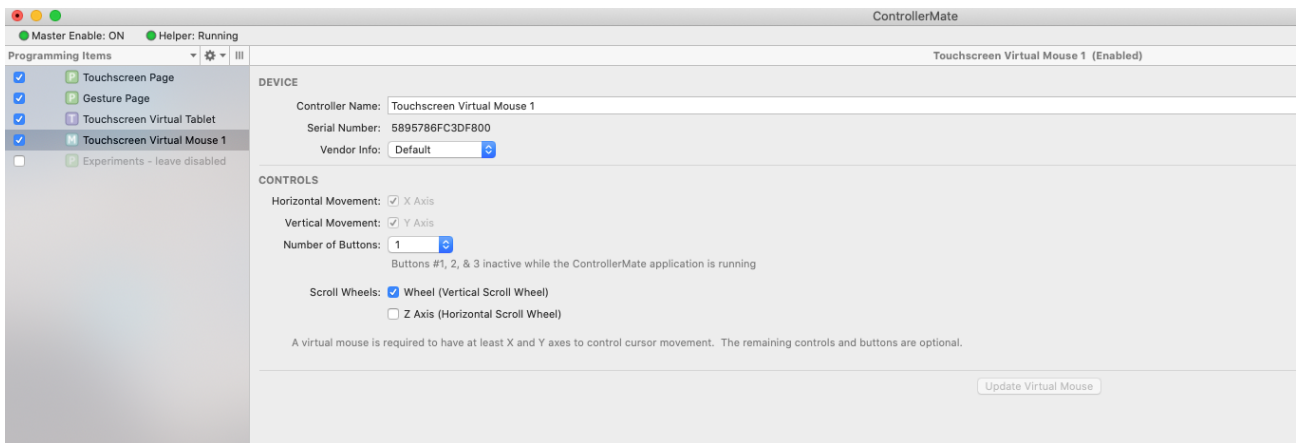 ControllerMate
Master Enable: ON Helper: Running
Programming Items
Touchscreen Virtual Mouse 1 (Enabled)
P Touchscreen Page
P Gesture Page
T Touchscreen Virtual Tablet
M Touchscreen Virtual Mouse 1
P Experiments - leave disabled
DEVICE
Controller Name: Touchscreen Virtual Mouse 1
Serial Number: 5895786FC3DF800
Vendor Info: Default
CONTROLS
Horizontal Movement: X Axis
Vertical Movement: Y Axis
Number of Buttons: 1
Buttons #1, 2, & 3 inactive while the ControllerMate application is running
Scroll Wheels: Wheel (Vertical Scroll Wheel)
Z Axis (Horizontal Scroll Wheel)
A virtual mouse is required to have at least X and Y axes to control cursor movement. The remaining controls and buttons are optional.
Update Virtual Mouse